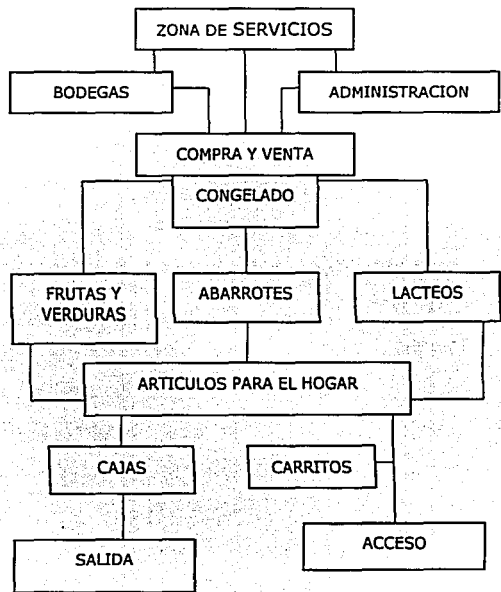 ZONA DE SERVICIOS
BODEGAS
ADMINISTRACION
COMPRA Y VENTA
CONGELADO
FRUTAS Y
VERDURAS
ABARROTES
LACTEOS
ARTICULOS PARA EL HOGAR
CAJAS
CARRITOS
SALIDA
ACCESO